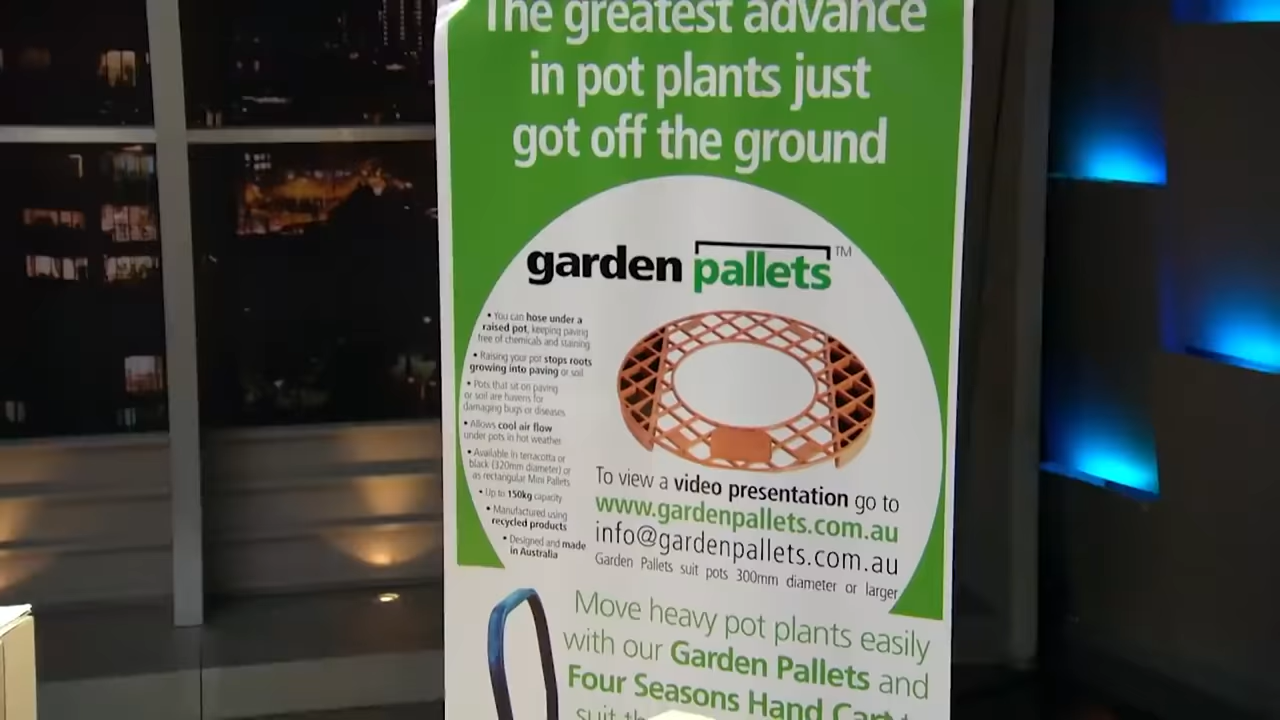 The greatest advance
in pot plants just
got off the ground
garden pallets TM
• You can hose under a
raised pot, keeping paving
free of chemicals and staining
• Raising your pot stops roots
growing into paving or soil
• Pots that sit on paving
or soil are havens for
damaging bugs or diseases
• Allows cool air flow
under pots in hot weather
• Available in terracotta or
black (320mm diameter) or
as rectangular Mini Pallets
• Up to 150kg capacity
• Manufactured using
recycled products
• Designed and made
in Australia
To view a video presentation go to
www.gardenpallets.com.au
info@gardenpallets.com.au
Garden Pallets suit pots 300mm diameter or larger
Move heavy pot plants easily
with our Garden Pallets and
Four Seasons Hand Cart
suit